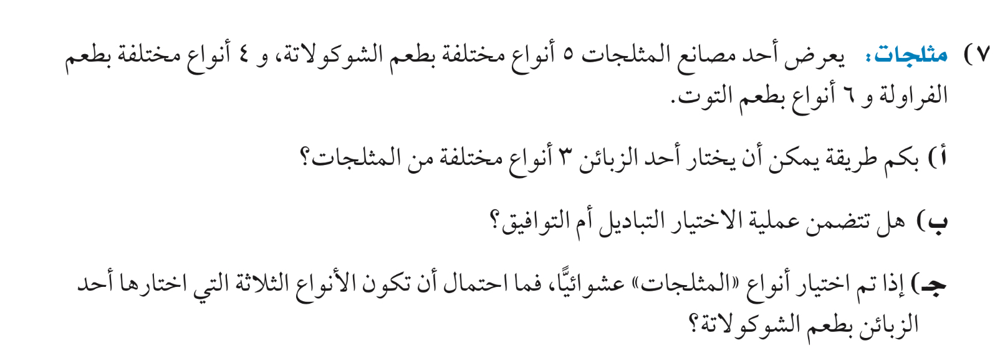 ٧) مثلجات: يعرض أحد مصانع المثلجات ٥ أنواع مختلفة بطعم الشوكولاتة، و ٤ أنواع مختلفة بطعم
الفراولة و ٦ أنواع بطعم التوت.
أ) بكم طريقة يمكن أن يختار أحد الزبائن ٣ أنواع مختلفة من المثلجات؟
ب) هل تتضمن عملية الاختيار التباديل أم التوافيق؟
جـ) إذا تم اختيار أنواع «المثلجات» عشوائيًّا، فما احتمال أن تكون الأنواع الثلاثة التي اختارها أحد
الزبائن بطعم الشوكولاتة؟